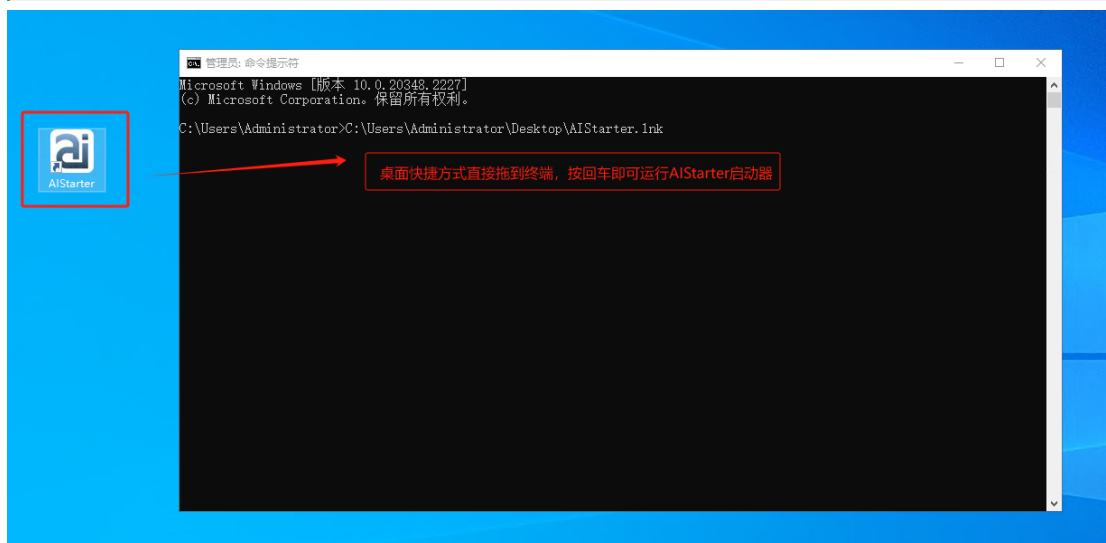 管理员: 命令提示符
Microsoft Windows [版本 10.0.20348.2227]
(c) Microsoft Corporation。保留所有权利。
C:\Users\Administrator>C:\Users\Administrator\Desktop\AIStarter.lnk
ai
AIStarter
桌面快捷方式直接拖到终端，按回车即可运行AIStarter启动器